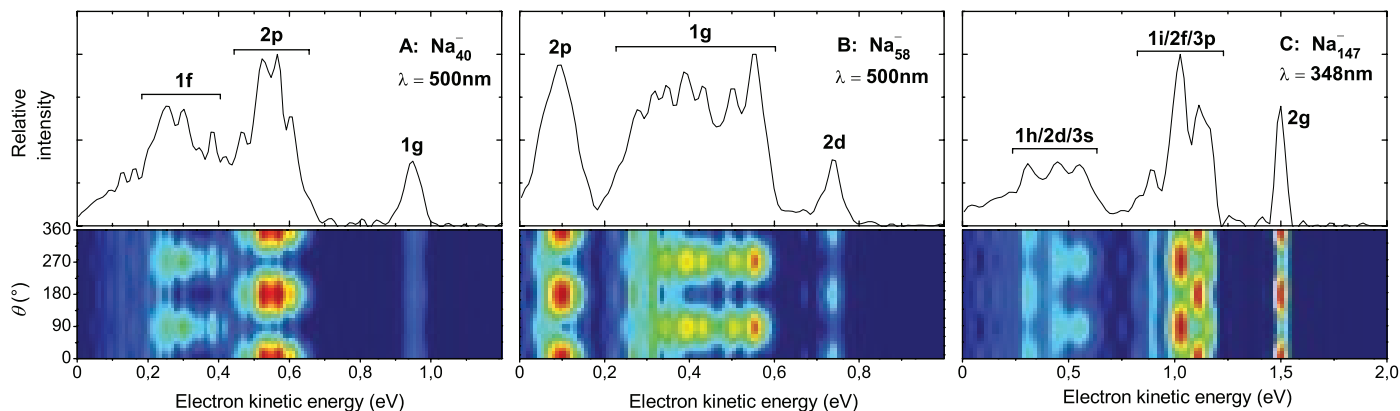 Relative
intensity
2p
1f
1g
A: Na₄₀⁻
λ = 500nm
2p
1g
2d
B: Na₅₈⁻
λ = 500nm
1i/2f/3p
1h/2d/3s
2g
C: Na₁₄₇⁻
λ = 348nm
θ (°)
360
270
180
90
0
0 0,2 0,4 0,6 0,8 1,0
0 0,2 0,4 0,6 0,8
0 0,5 1,0 1,5 2,0
Electron kinetic energy (eV)
Electron kinetic energy (eV)
Electron kinetic energy (eV)